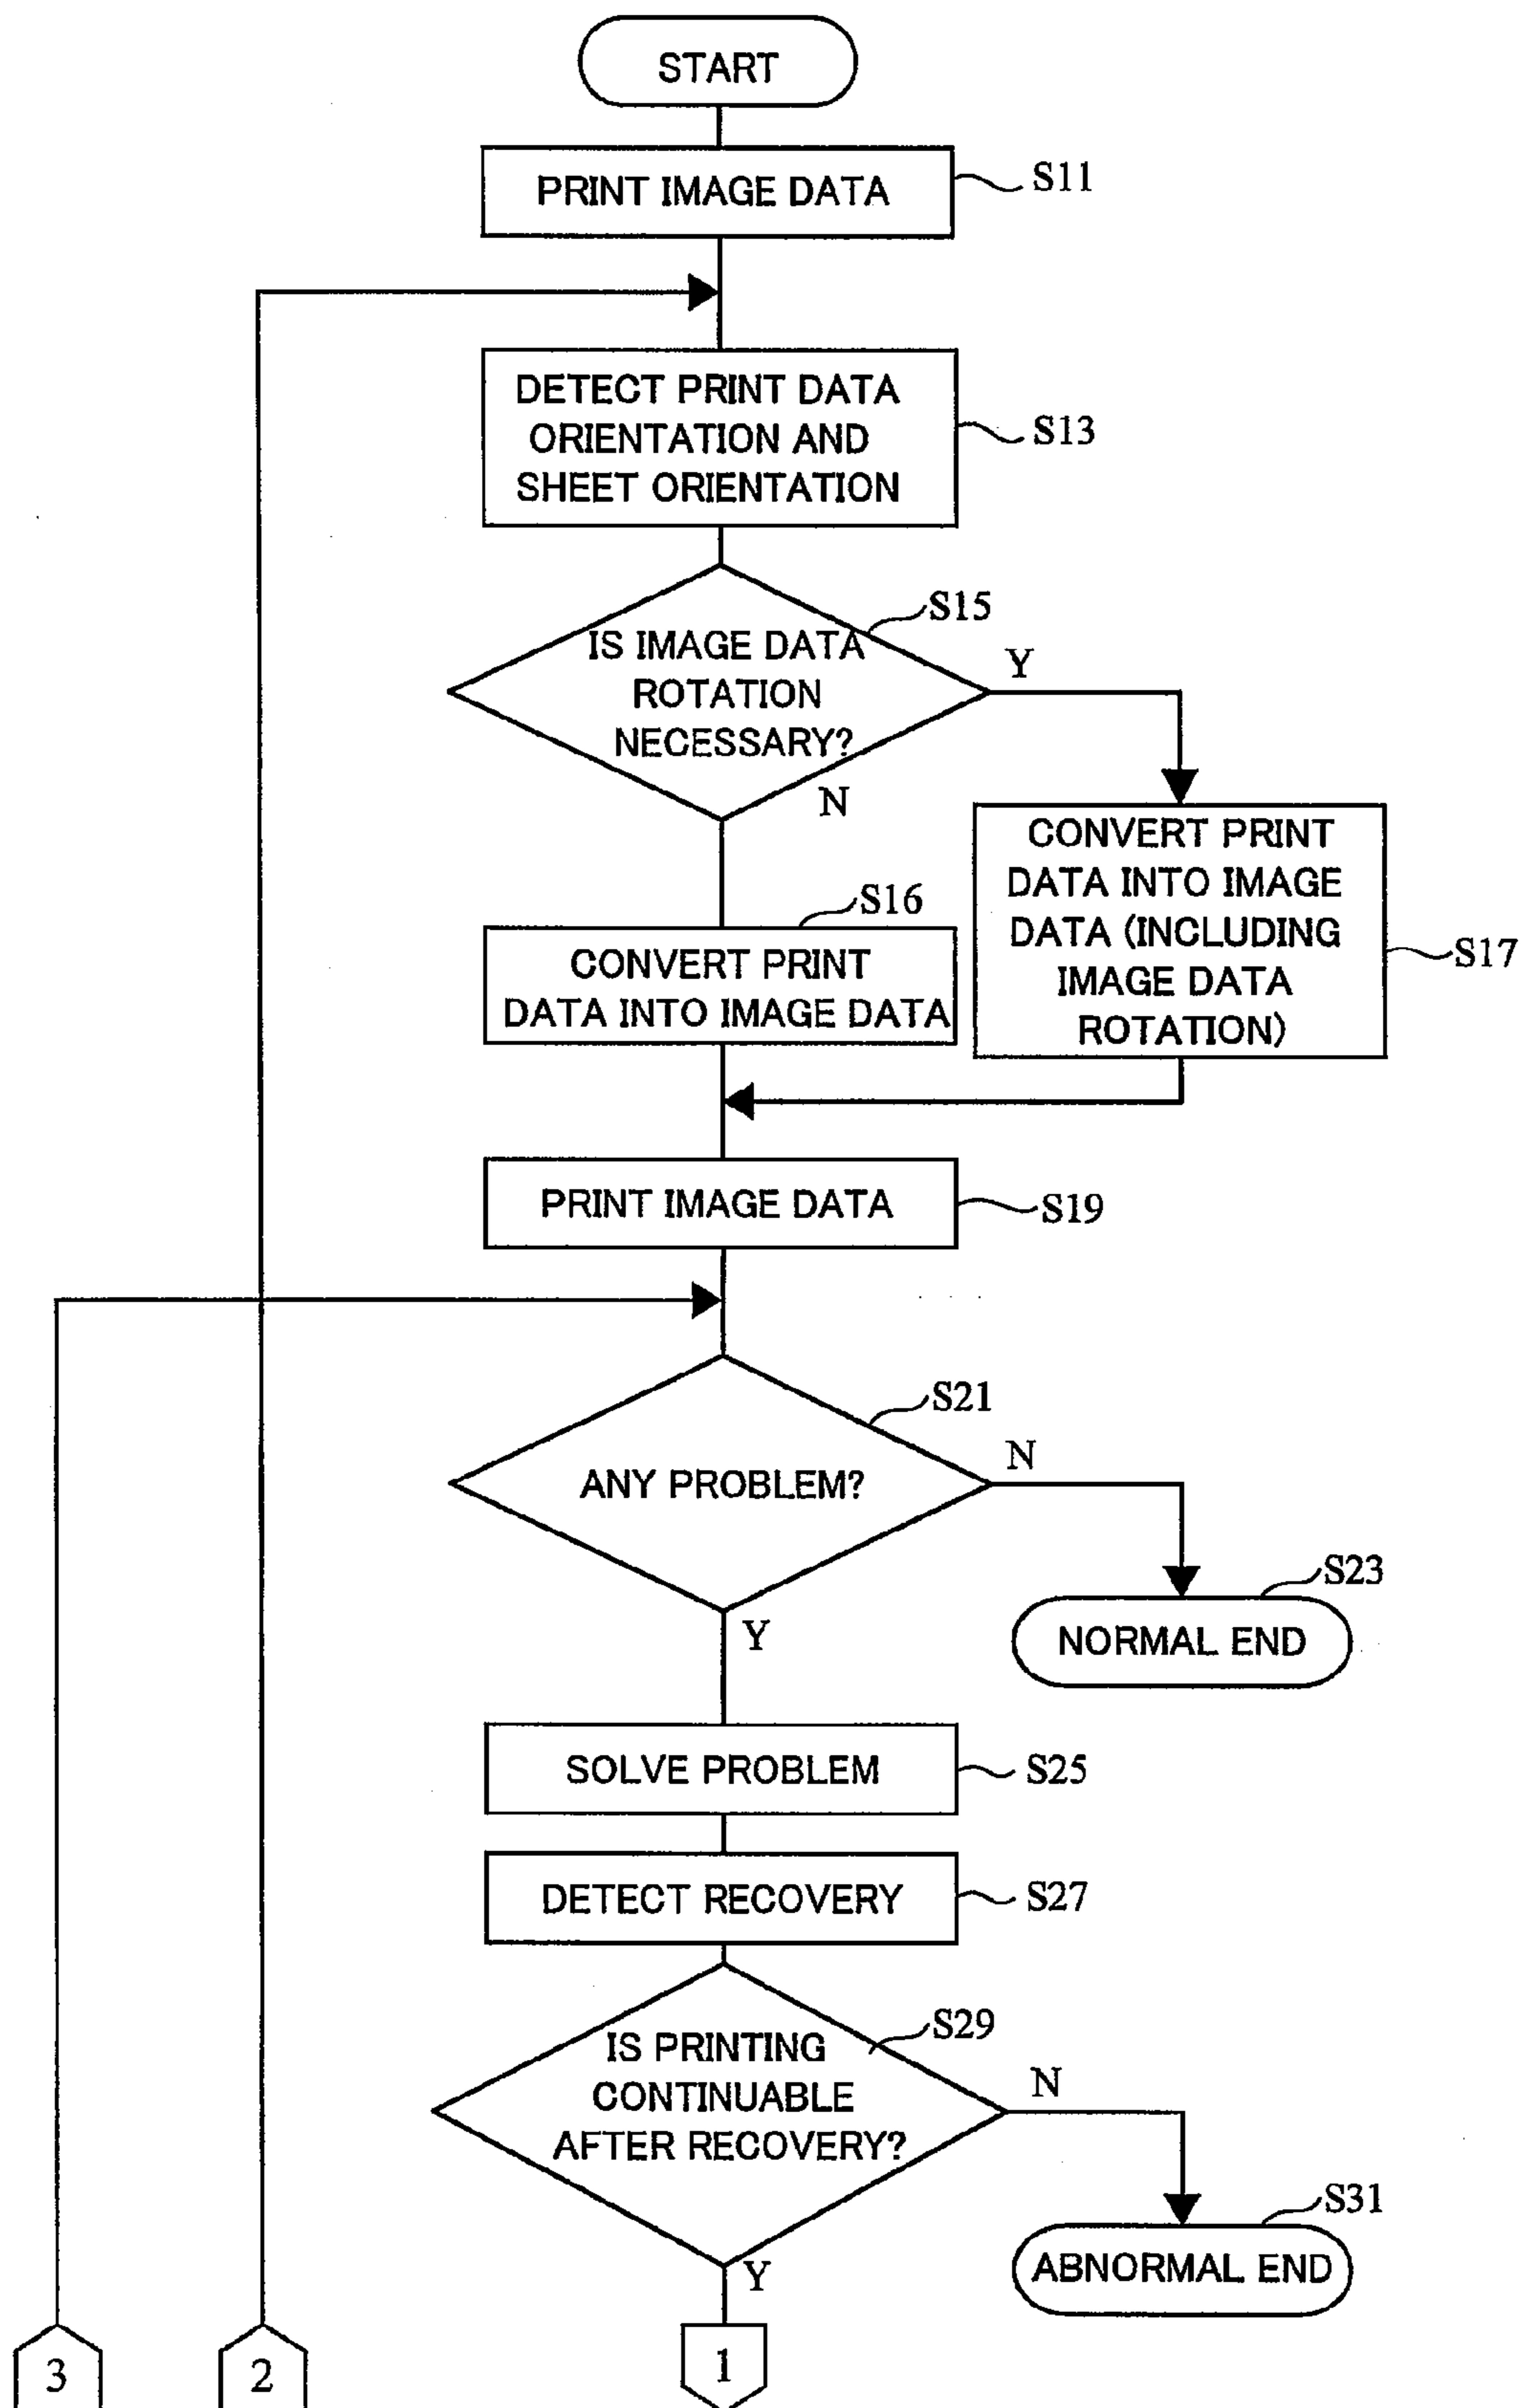 START
PRINT IMAGE DATA
S11
DETECT PRINT DATA
ORIENTATION AND
SHEET ORIENTATION
S13
S15
IS IMAGE DATA
ROTATION
NECESSARY?
Y
N
CONVERT PRINT
DATA INTO IMAGE
DATA (INCLUDING
IMAGE DATA
ROTATION)
S17
S16
CONVERT PRINT
DATA INTO IMAGE DATA
PRINT IMAGE DATA
S19
S21
ANY PROBLEM?
N
Y
S23
NORMAL END
SOLVE PROBLEM
S25
DETECT RECOVERY
S27
S29
IS PRINTING
CONTINUABLE
AFTER RECOVERY?
N
Y
S31
ABNORMAL END
3
2
1